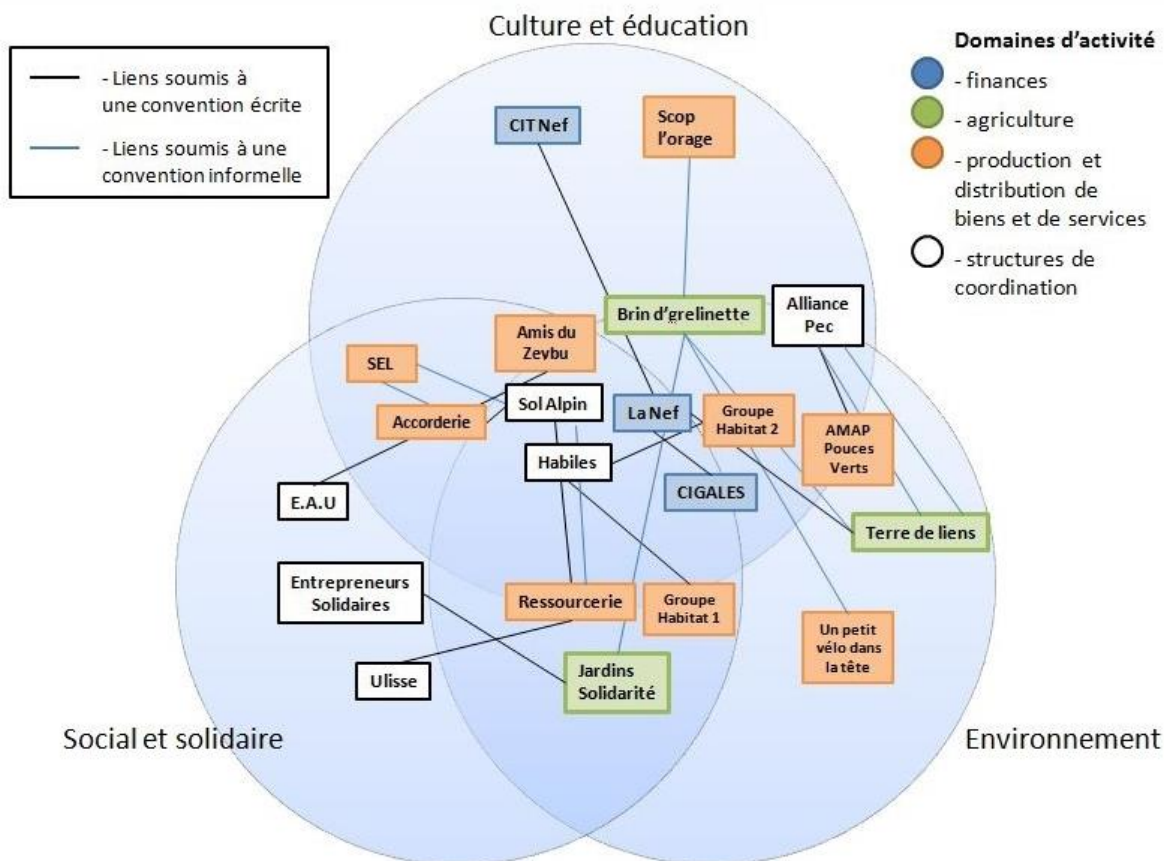 Culture et éducation
- Liens soumis à
une convention écrite
- Liens soumis à une
convention informelle
Domaines d'activité
- finances
- agriculture
- production et
distribution de
biens et de services
- structures de
coordination
CIT Nef
Scop
l'orage
Brin d'grelinette
Alliance
Pec
Amis du
Zeybu
SEL
Accorderie
Sol Alpin
La Nef
Groupe
Habitat 2
AMAP
Pouces
Verts
Habiles
CIGALES
E.A.U
Terre de liens
Entrepreneurs
Solidaires
Ressourcerie
Groupe
Habitat 1
Un petit
vélo dans
la tête
Ulisse
Jardins
Solidarité
Social et solidaire
Environnement